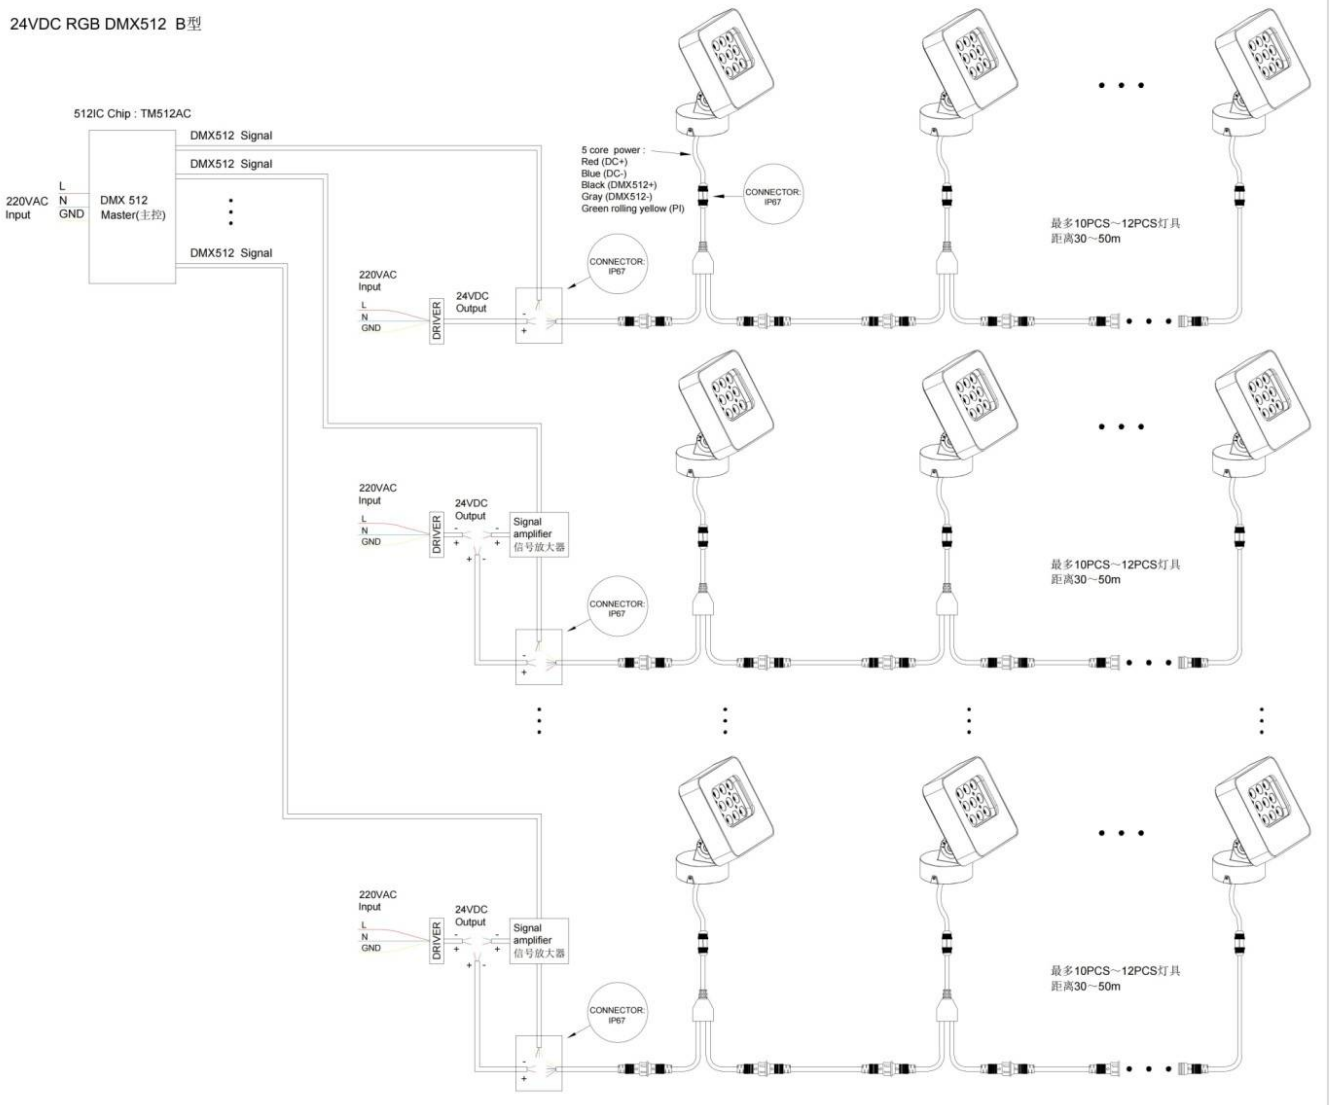 24VDC RGB DMX512 B型
512IC Chip : TM512AC
DMX512 Signal
DMX512 Signal
DMX512 Signal
220VAC
Input
L
N
GND
DMX 512
Master(主控)
5 core power :
Red (DC+)
Blue (DC-)
Black (DMX512+)
Gray (DMX512-)
Green rolling yellow (PI)
CONNECTOR:
IP67
最多10PCS～12PCS灯具
距离30～50m
CONNECTOR:
IP67
220VAC
Input
L
N
GND
DRIVER
24VDC
Output
-
+
220VAC
Input
L
N
GND
DRIVER
24VDC
Output
- -
+ +
+ -
Signal
amplifier
信号放大器
CONNECTOR:
IP67
-
+
最多10PCS～12PCS灯具
距离30～50m
220VAC
Input
L
N
GND
DRIVER
24VDC
Output
- -
+ +
+ -
Signal
amplifier
信号放大器
CONNECTOR:
IP67
-
+
最多10PCS～12PCS灯具
距离30～50m